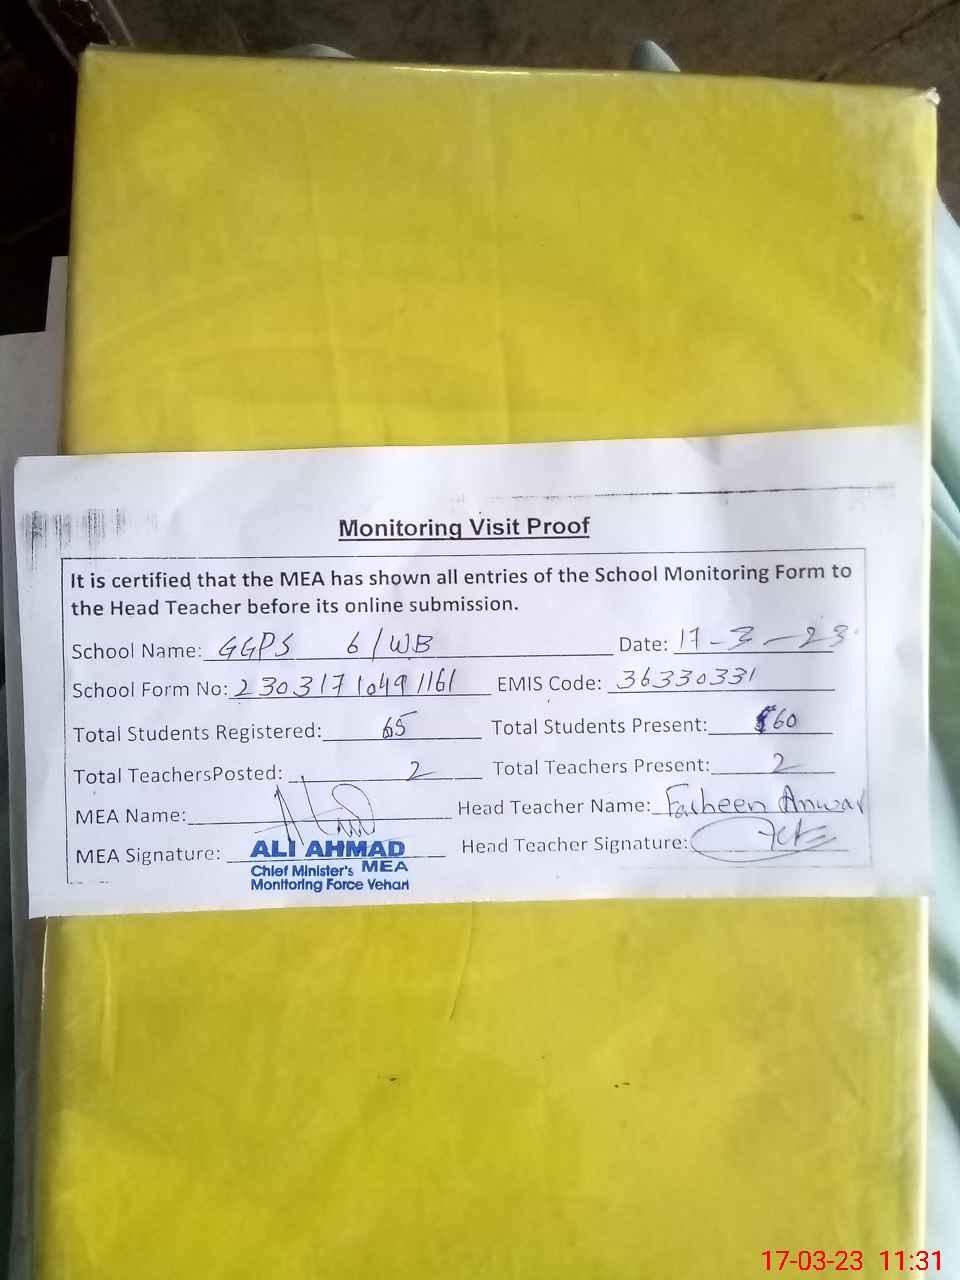 Monitoring Visit Proof
It is certified that the MEA has shown all entries of the School Monitoring Form to
the Head Teacher before its online submission.
School Name: GGPS 6/WB Date: 17-3-23
School Form No: 23031710491161 EMIS Code: 36330331
Total Students Registered: 65 Total Students Present: 60
Total TeachersPosted: 2 Total Teachers Present: 2
MEA Name: Head Teacher Name: Farheen Anwar
MEA Signature: Head Teacher Signature:
ALI AHMAD
Chief Minister's MEA
Monitoring Force Vehari
17-03-23 11:31